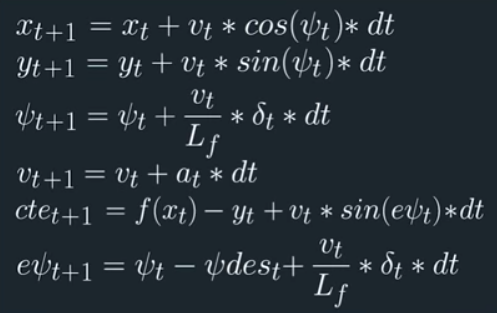 x_{t+1} = x_t + v_t * cos(ψ_t) * dt
y_{t+1} = y_t + v_t * sin(ψ_t) * dt
ψ_{t+1} = ψ_t + \frac{v_t}{L_f} * δ_t * dt
v_{t+1} = v_t + a_t * dt
cte_{t+1} = f(x_t) − y_t + v_t * sin(eψ_t) * dt
eψ_{t+1} = ψ_t − ψdes_t + \frac{v_t}{L_f} * δ_t * dt